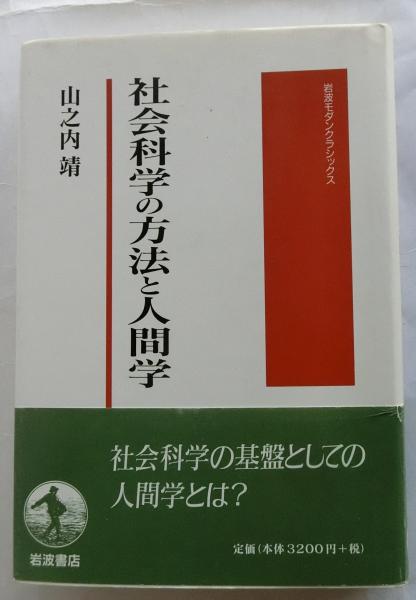 岩波モダンクラシックス
社会科学の方法と人間学
山之内 靖
社会科学の基盤としての
人間学とは?
岩波書店
定価(本体3200円+税)